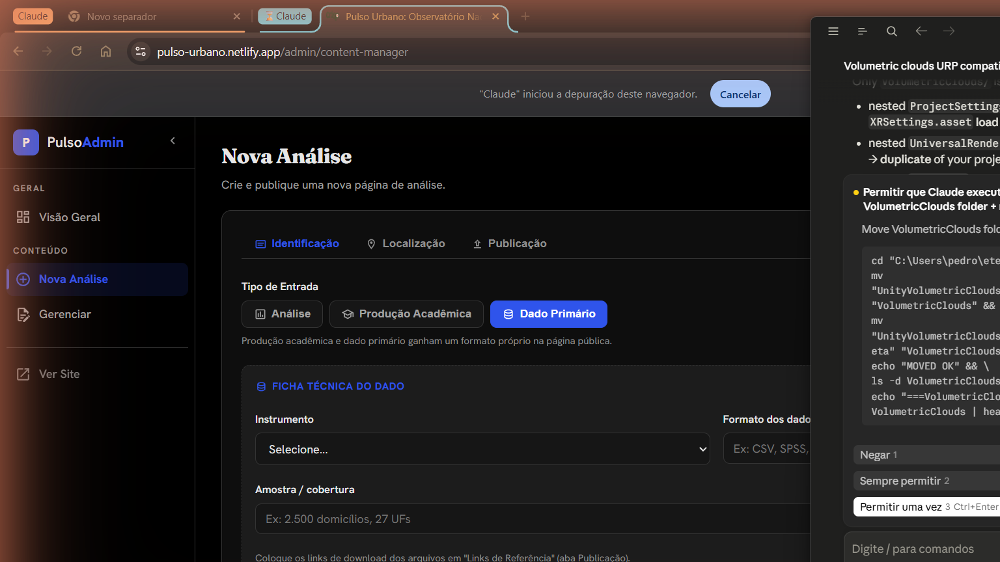 Claude
Novo separador
Claude
Pulso Urbano: Observatório Na
pulso-urbano.netlify.app/admin/content-manager
"Claude" iniciou a depuração deste navegador.
Cancelar
P
PulsoAdmin
GERAL
Visão Geral
CONTEÚDO
Nova Análise
Gerenciar
Ver Site
Nova Análise
Crie e publique uma nova página de análise.
Identificação
Localização
Publicação
Tipo de Entrada
Análise
Produção Acadêmica
Dado Primário
Produção acadêmica e dado primário ganham um formato próprio na página pública.
FICHA TÉCNICA DO DADO
Instrumento
Formato dos dado
Selecione...
Ex: CSV, SPSS,
Amostra / cobertura
Ex: 2.500 domicílios, 27 UFs
Coloque os links de download dos arquivos em "Links de Referência" (aba Publicação).
Volumetric clouds URP compati
Only VolumetricClouds/ is
• nested ProjectSettings
XRSettings.asset load
• nested UniversalRende
→ duplicate of your proje
Permitir que Claude execut
VolumetricClouds folder +
Move VolumetricClouds fold
cd "C:\Users\pedro\ete
mv
"UnityVolumetricClouds
"VolumetricClouds" &&
mv
"UnityVolumetricClouds
eta" "VolumetricClouds
echo "MOVED OK" && \
ls -d VolumetricClouds
echo "===VolumetricClo
VolumetricClouds | hea
Negar 1
Sempre permitir 2
Permitir uma vez 3 Ctrl+Enter
Digite / para comandos